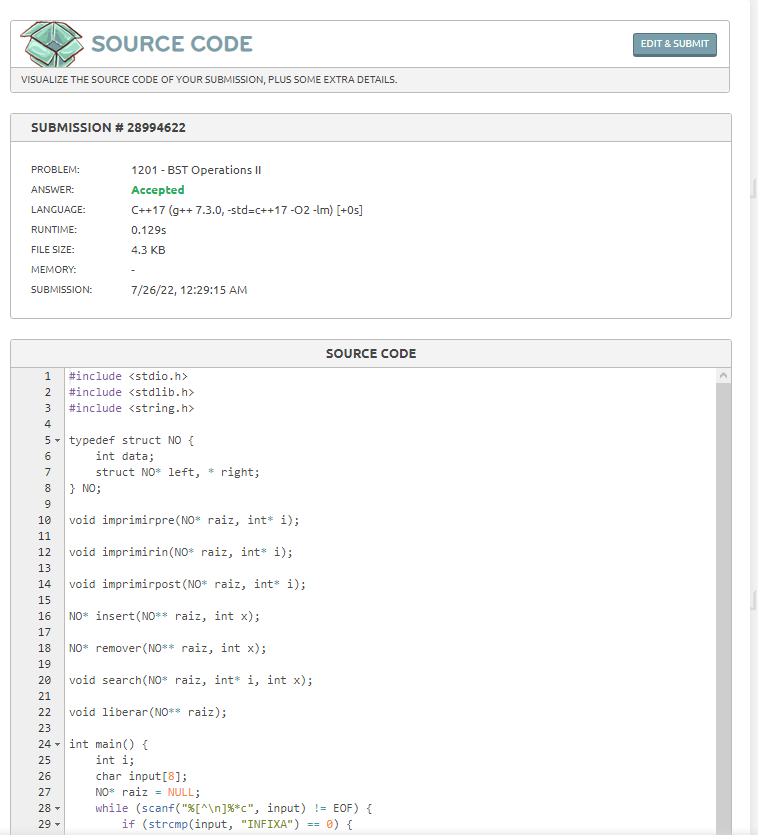 SOURCE CODE
EDIT & SUBMIT
VISUALIZE THE SOURCE CODE OF YOUR SUBMISSION, PLUS SOME EXTRA DETAILS.
SUBMISSION # 28994622
PROBLEM: 1201 - BST Operations II
ANSWER: Accepted
LANGUAGE: C++17 (g++ 7.3.0, -std=c++17 -O2 -lm) [+0s]
RUNTIME: 0.129s
FILE SIZE: 4.3 KB
MEMORY: -
SUBMISSION: 7/26/22, 12:29:15 AM
SOURCE CODE
1 #include <stdio.h>
2 #include <stdlib.h>
3 #include <string.h>
4
5 typedef struct NO {
6     int data;
7     struct NO* left, * right;
8 } NO;
9
10 void imprimirpre(NO* raiz, int* i);
11
12 void imprimirin(NO* raiz, int* i);
13
14 void imprimirpost(NO* raiz, int* i);
15
16 NO* insert(NO** raiz, int x);
17
18 NO* remover(NO** raiz, int x);
19
20 void search(NO* raiz, int* i, int x);
21
22 void liberar(NO** raiz);
23
24 int main() {
25     int i;
26     char input[8];
27     NO* raiz = NULL;
28     while (scanf("%[^\n]%*c", input) != EOF) {
29         if (strcmp(input, "INFIXA") == 0) {